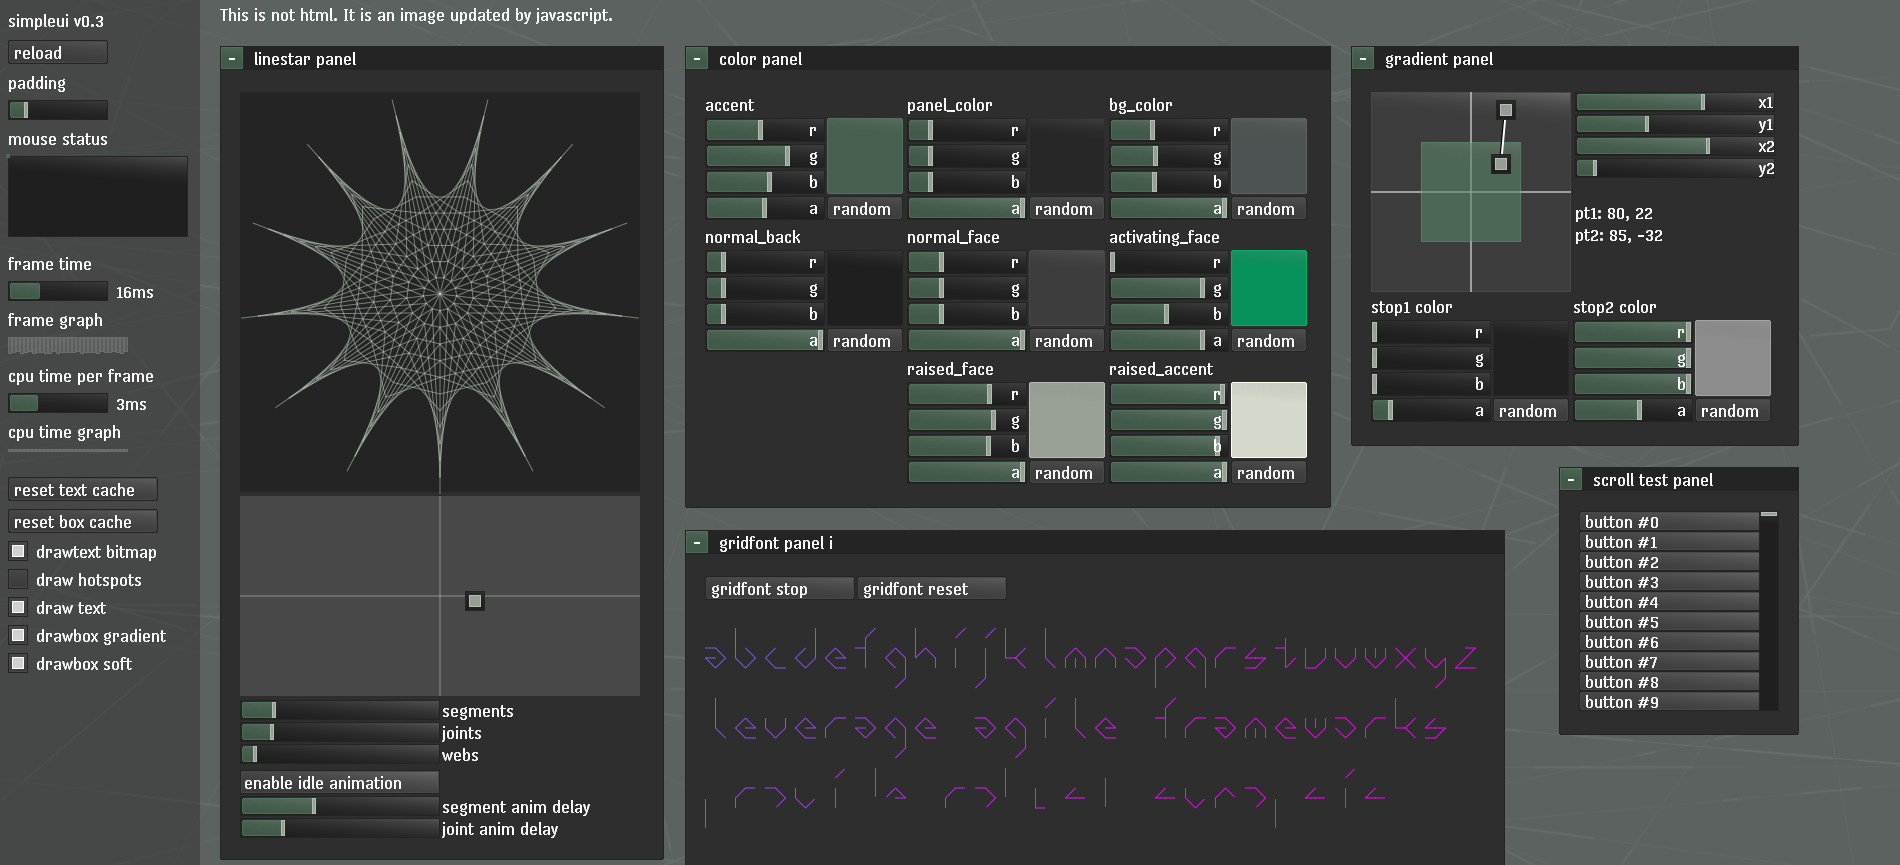 simpleui v0.3
reload
padding
mouse status
frame time
16ms
frame graph
cpu time per frame
3ms
cpu time graph
reset text cache
reset box cache
drawtext bitmap
draw hotspots
draw text
drawbox gradient
drawbox soft
This is not html. It is an image updated by javascript.
- linestar panel
segments
joints
webs
enable idle animation
segment anim delay
joint anim delay
- color panel
accent panel_color bg_color
r r r
g g g
b b b
a random a random a random
normal_back normal_face activating_face
r r r
g g g
b b b
a random a random a random
raised_face raised_accent
r r
g g
b b
a random a random
- gridfont panel i
gridfont stop gridfont reset
abcdefghijklmnopqrstuvwxyz
leverage agile frameworks
- gradient panel
x1
y1
x2
y2
pt1: 80, 22
pt2: 85, -32
stop1 color stop2 color
r r
g g
b b
a random a random
- scroll test panel
button #0
button #1
button #2
button #3
button #4
button #5
button #6
button #7
button #8
button #9